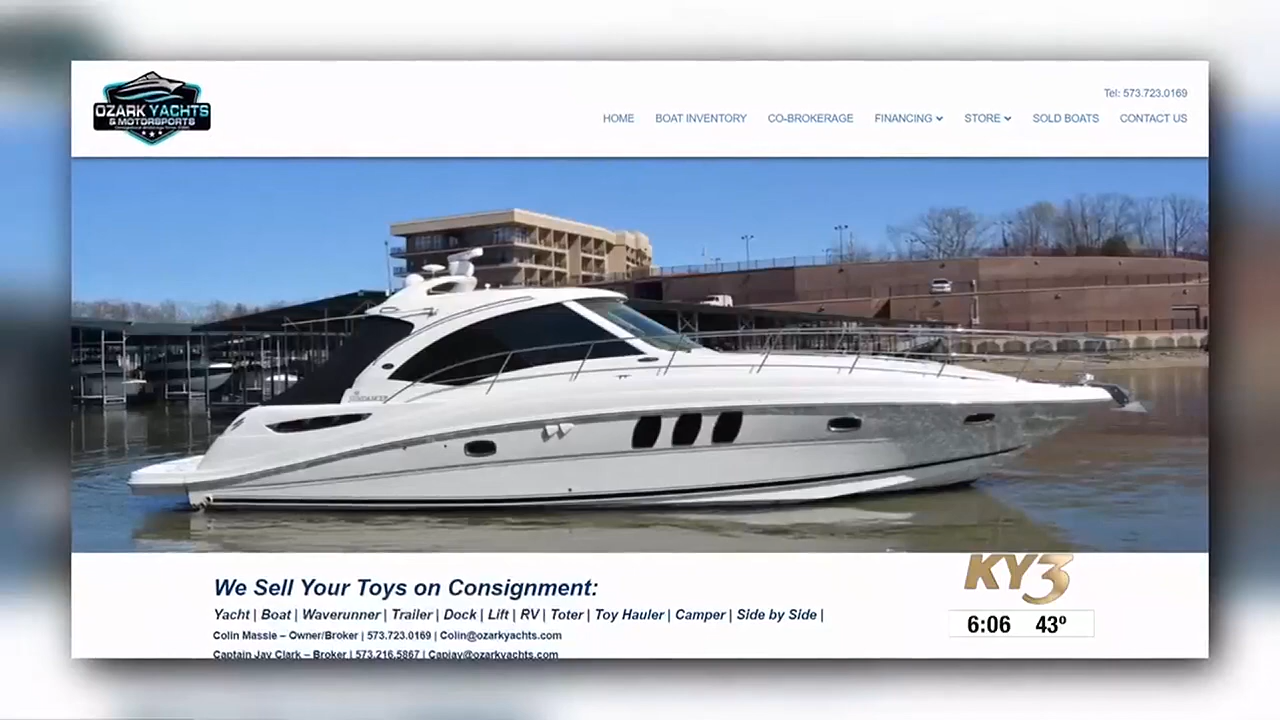 OZARK YACHTS
& MOTORSPORTS
Tel: 573.723.0169
HOME BOAT INVENTORY CO-BROKERAGE FINANCING STORE SOLD BOATS CONTACT US
We Sell Your Toys on Consignment:
Yacht | Boat | Waverunner | Trailer | Dock | Lift | RV | Toter | Toy Hauler | Camper | Side by Side |
Colin Massie – Owner/Broker | 573.723.0169 | Colin@ozarkyachts.com
Captain Jay Clark – Broker | 573.216.5867 | Capjay@ozarkyachts.com
KY3
6:06 43º